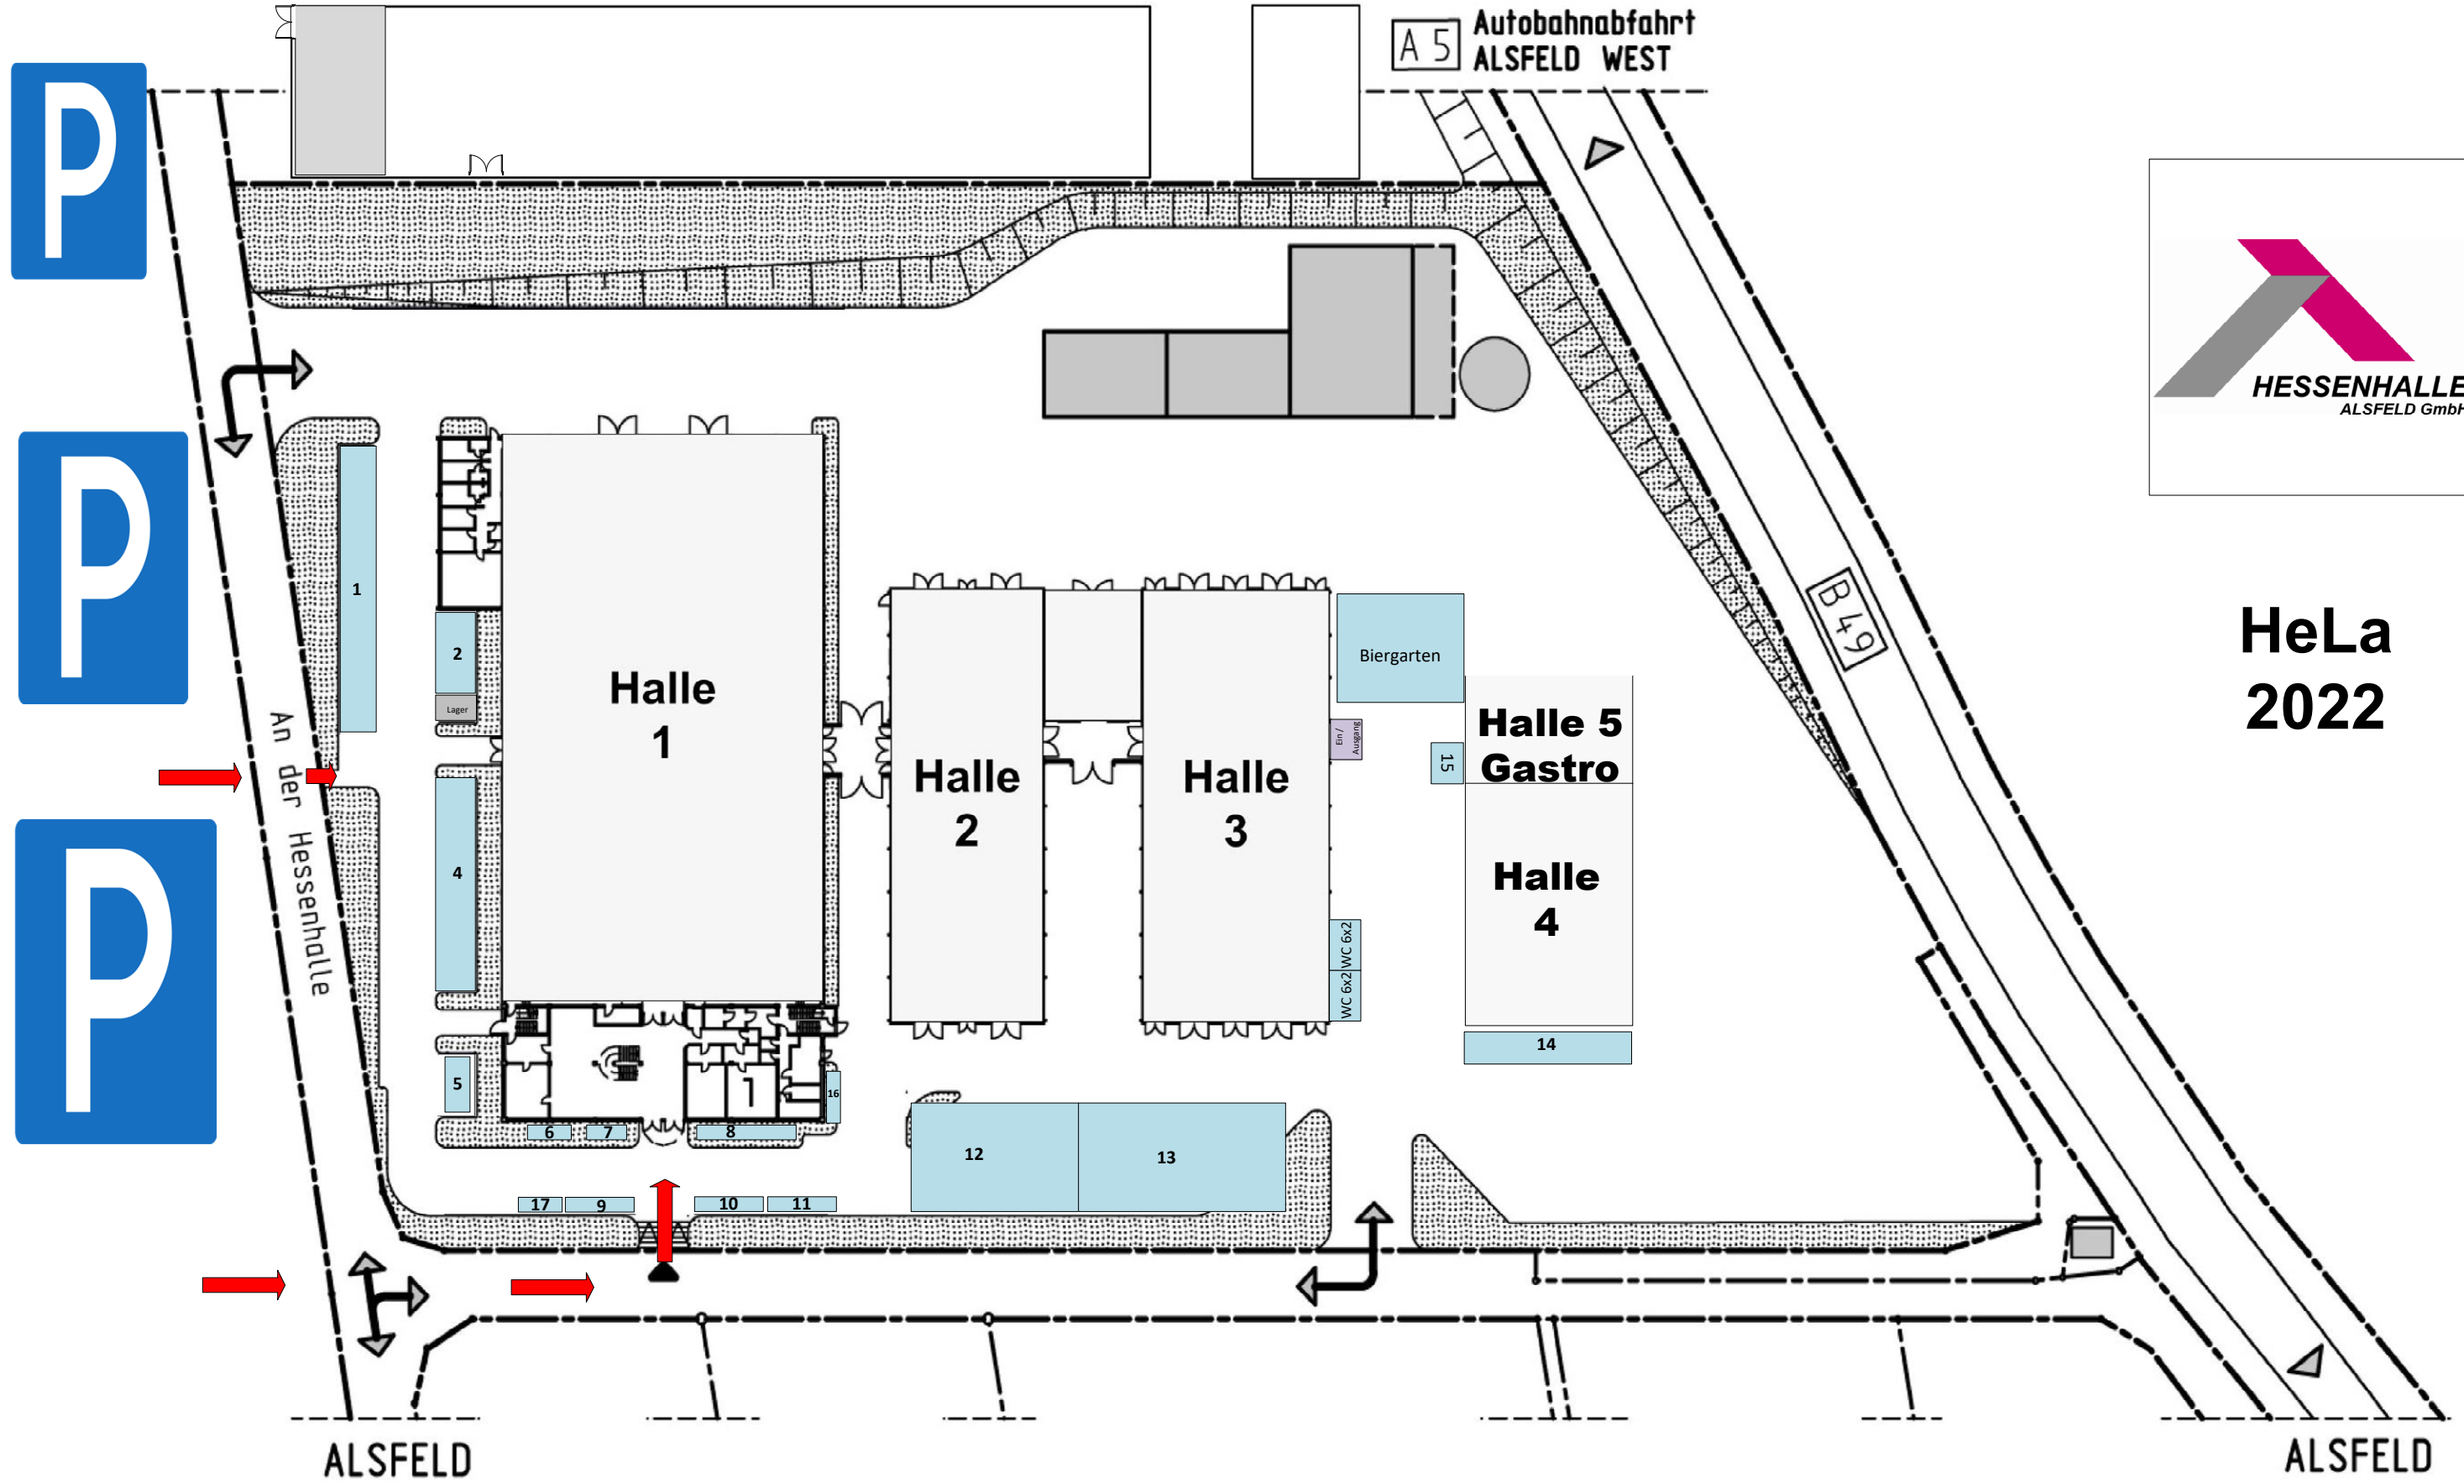 A 5
Autobahnabfahrt
ALSFELD WEST
P
HESSENHALLE
ALSFELD GmbH
P
1
2
Lager
Halle
1
Biergarten
B 49
HeLa
2022
An der Hessenhalle
Ein /
Ausgang
15
Halle 5
Gastro
Halle
2
Halle
3
P
4
Halle
4
WC 6x2
WC 6x2
14
5
16
6
7
8
12
13
17
9
10
11
ALSFELD
ALSFELD